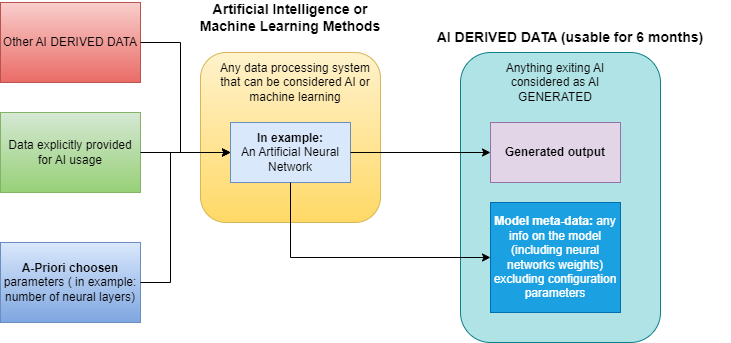 Artificial Intelligence or
Machine Learning Methods
AI DERIVED DATA (usable for 6 months)
Other AI DERIVED DATA
Any data processing system
that can be considered AI or
machine learning
Anything exiting AI
considered as AI
GENERATED
Data explicitly provided
for AI usage
In example:
An Artificial Neural
Network
Generated output
A-Priori choosen
parameters ( in example:
number of neural layers)
Model meta-data: any
info on the model
(including neural
networks weights)
excluding configuration
parameters